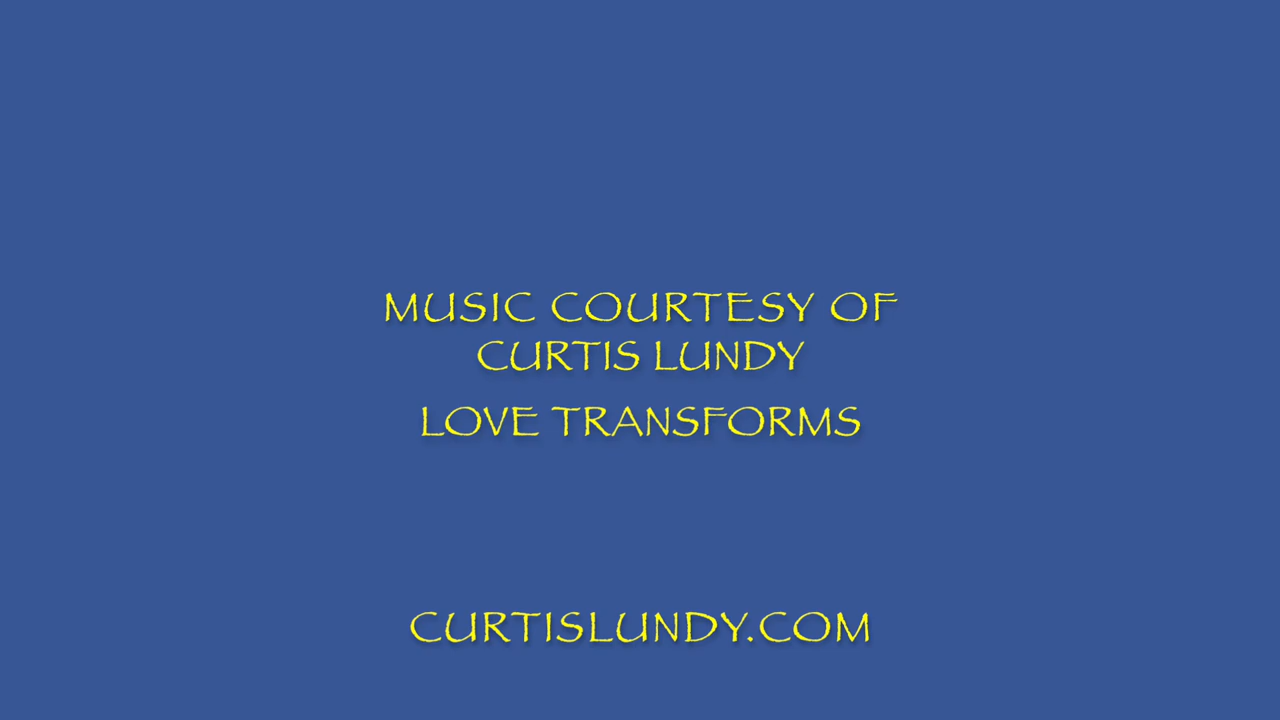 MUSIC COURTESY OF
CURTIS LUNDY
LOVE TRANSFORMS
CURTISLUNDY.COM